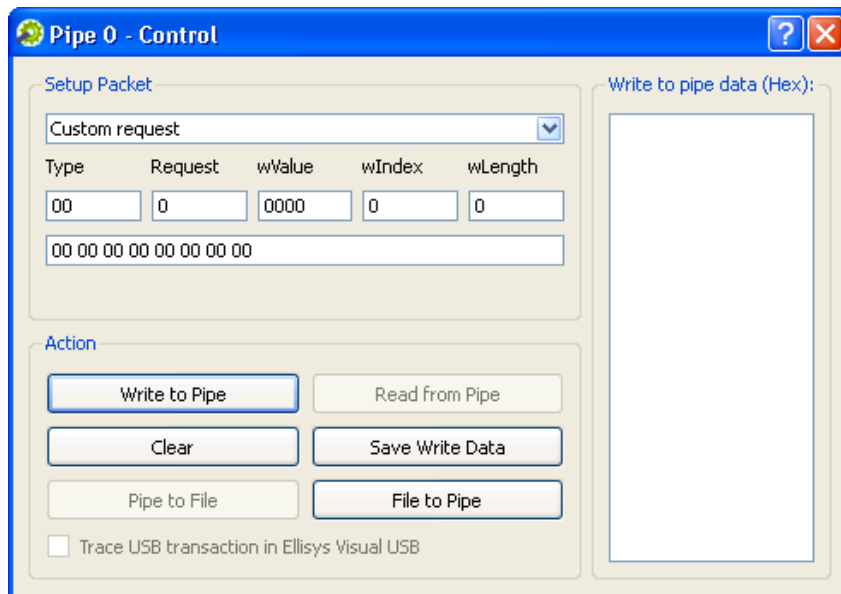 Pipe 0 - Control
Setup Packet
Custom request
Type Request wValue wIndex wLength
00 0 0000 0 0
00 00 00 00 00 00 00 00
Write to pipe data (Hex):
Action
Write to Pipe Read from Pipe
Clear Save Write Data
Pipe to File File to Pipe
Trace USB transaction in Ellisys Visual USB